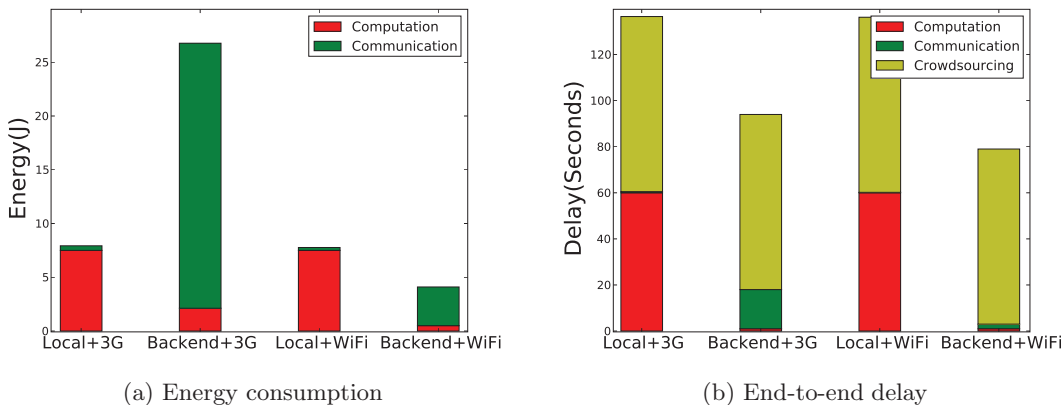 Computation
Communication
Energy(J)
25
20
15
10
5
0
Local+3G Backend+3G Local+WiFi Backend+WiFi
(a) Energy consumption
Computation
Communication
Crowdsourcing
Delay(Seconds)
120
100
80
60
40
20
0
Local+3G Backend+3G Local+WiFi Backend+WiFi
(b) End-to-end delay